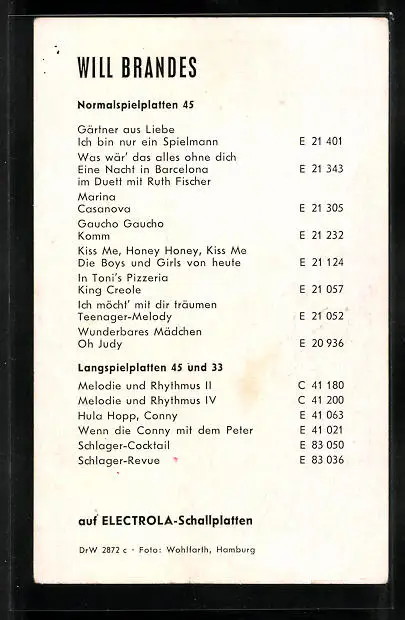 WILL BRANDES
Normalspielplatten 45
Gärtner aus Liebe
Ich bin nur ein Spielmann E 21 401
Was wär' das alles ohne dich
Eine Nacht in Barcelona E 21 343
im Duett mit Ruth Fischer
Marina
Casanova E 21 305
Gaucho Gaucho
Komm E 21 232
Kiss Me, Honey Honey, Kiss Me
Die Boys und Girls von heute E 21 124
In Toni's Pizzeria
King Creole E 21 057
Ich möcht' mit dir träumen
Teenager-Melody E 21 052
Wunderbares Mädchen
Oh Judy E 20 936
Langspielplatten 45 und 33
Melodie und Rhythmus II C 41 180
Melodie und Rhythmus IV C 41 200
Hula Hopp, Conny E 41 063
Wenn die Conny mit dem Peter E 41 021
Schlager-Cocktail E 83 050
Schlager-Revue E 83 036
auf ELECTROLA-Schallplatten
DrW 2872 c · Foto: Wohlfarth, Hamburg